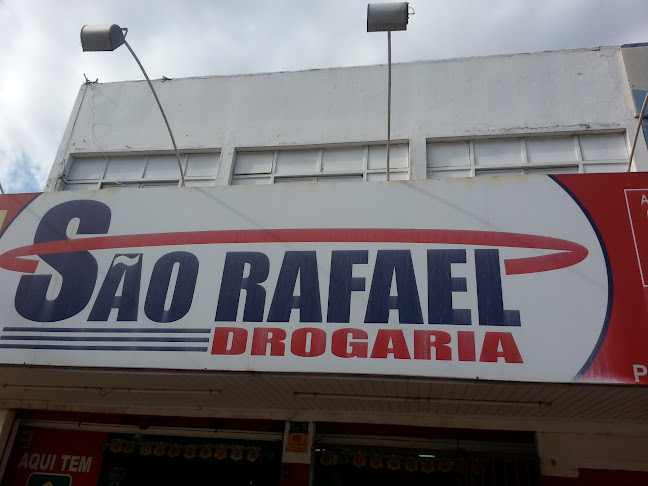 SÃO RAFAEL
DROGARIA
AQUI TEM